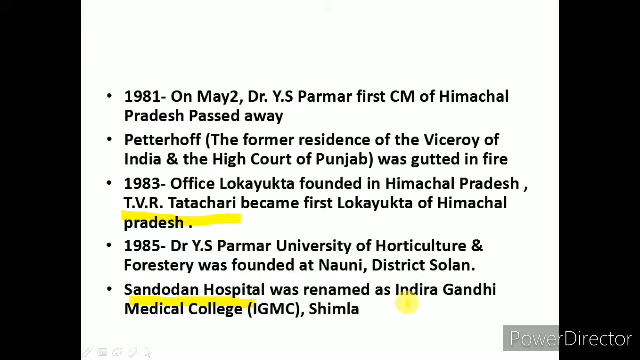 • 1981- On May2, Dr. Y.S Parmar first CM of Himachal
Pradesh Passed away
• Petterhoff (The former residence of the Viceroy of
India & the High Court of Punjab) was gutted in fire
• 1983- Office Lokayukta founded in Himachal Pradesh ,
T.V.R. Tatachari became first Lokayukta of Himachal
pradesh .
• 1985- Dr Y.S Parmar University of Horticulture &
Forestery was founded at Nauni, District Solan.
• Sandodan Hospital was renamed as Indira Gandhi
Medical College (IGMC), Shimla
PowerDirector